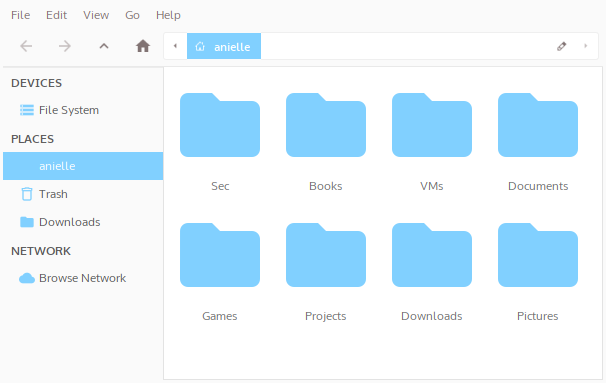 File Edit View Go Help
anielle
DEVICES
File System
PLACES
anielle
Trash
Downloads
NETWORK
Browse Network
Sec Books VMs Documents
Games Projects Downloads Pictures